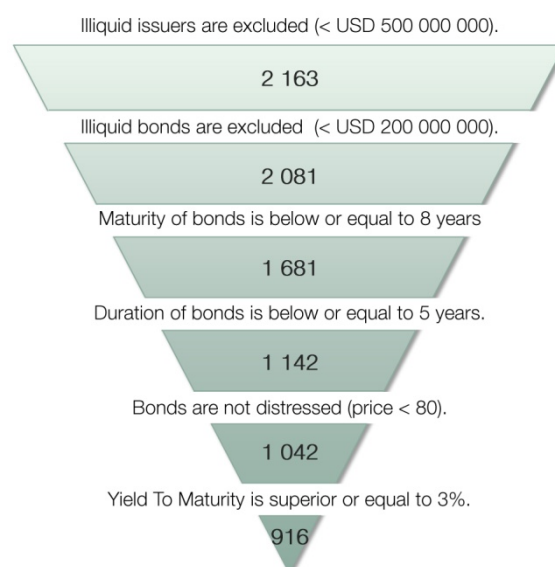 Illiquid issuers are excluded (< USD 500 000 000).
2 163
Illiquid bonds are excluded (< USD 200 000 000).
2 081
Maturity of bonds is below or equal to 8 years
1 681
Duration of bonds is below or equal to 5 years.
1 142
Bonds are not distressed (price < 80).
1 042
Yield To Maturity is superior or equal to 3%.
916